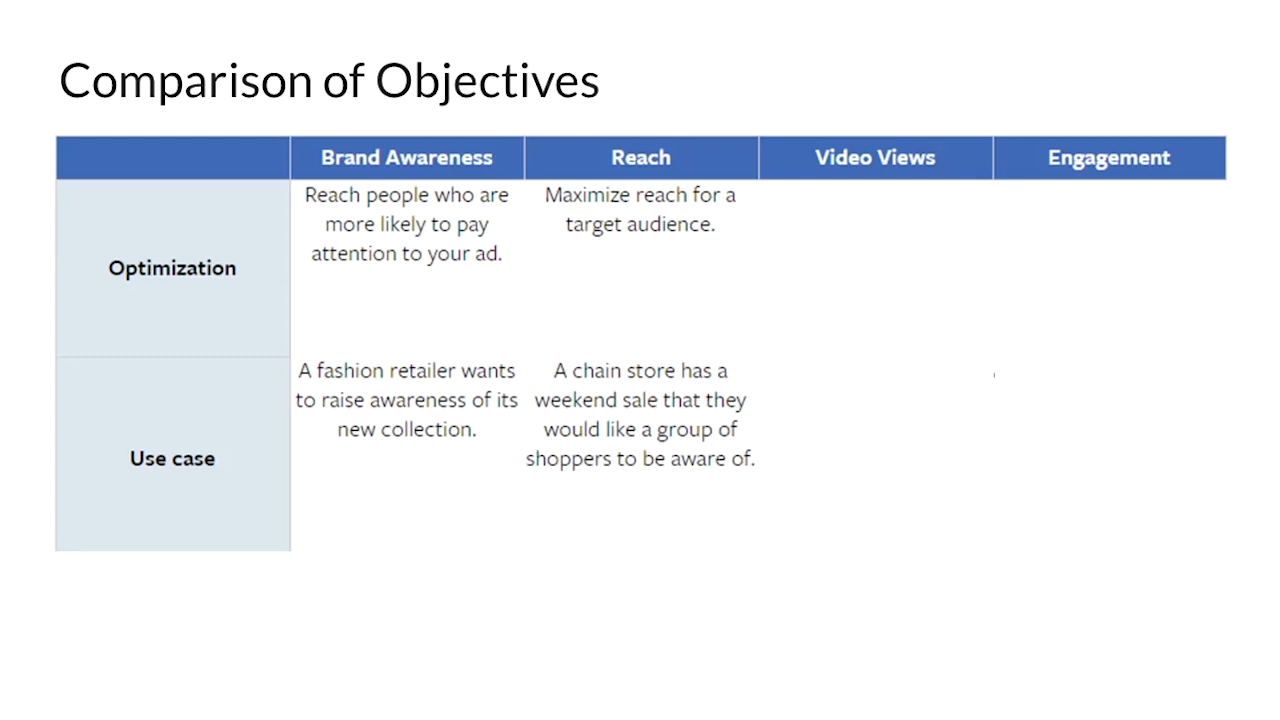 Comparison of Objectives
Brand Awareness Reach Video Views Engagement
Optimization
Reach people who are
more likely to pay
attention to your ad.
Maximize reach for a
target audience.
Use case
A fashion retailer wants
to raise awareness of its
new collection.
A chain store has a
weekend sale that they
would like a group of
shoppers to be aware of.